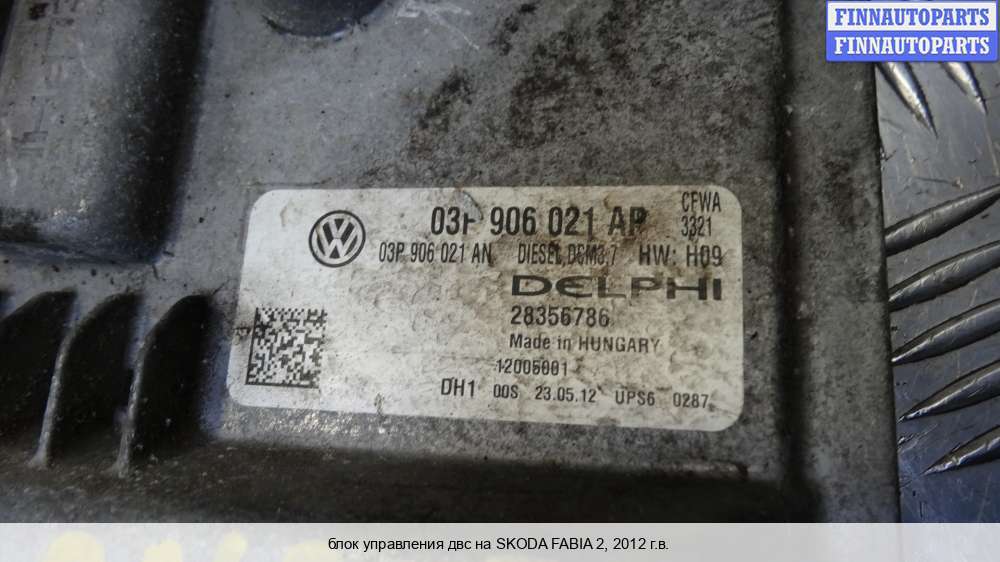 FINNAUTOPARTS
FINNAUTOPARTS
CFWA
03P 906 021 AP 3321
03P 906 021 AN DIESEL DCM3.7 HW: H09
DELPHI
28356786
Made in HUNGARY
12005001
DH1 00S 23.05.12 UPS6 0287
блок управления двс на SKODA FABIA 2, 2012 г.в.